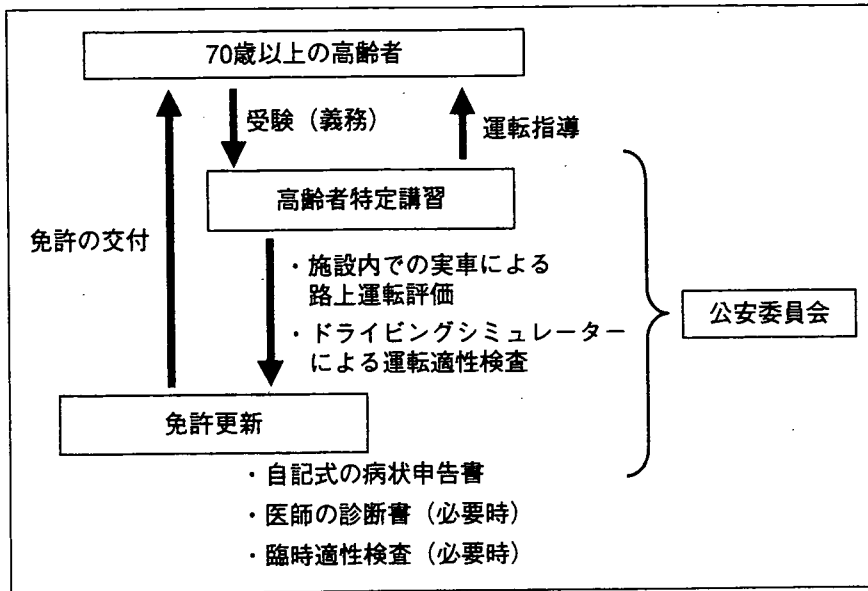 70歳以上の高齢者
受験（義務）
運転指導
高齢者特定講習
免許の交付
・施設内での実車による
路上運転評価
・ドライビングシミュレーター
による運転適性検査
公安委員会
免許更新
・自記式の病状申告書
・医師の診断書（必要時）
・臨時適性検査（必要時）